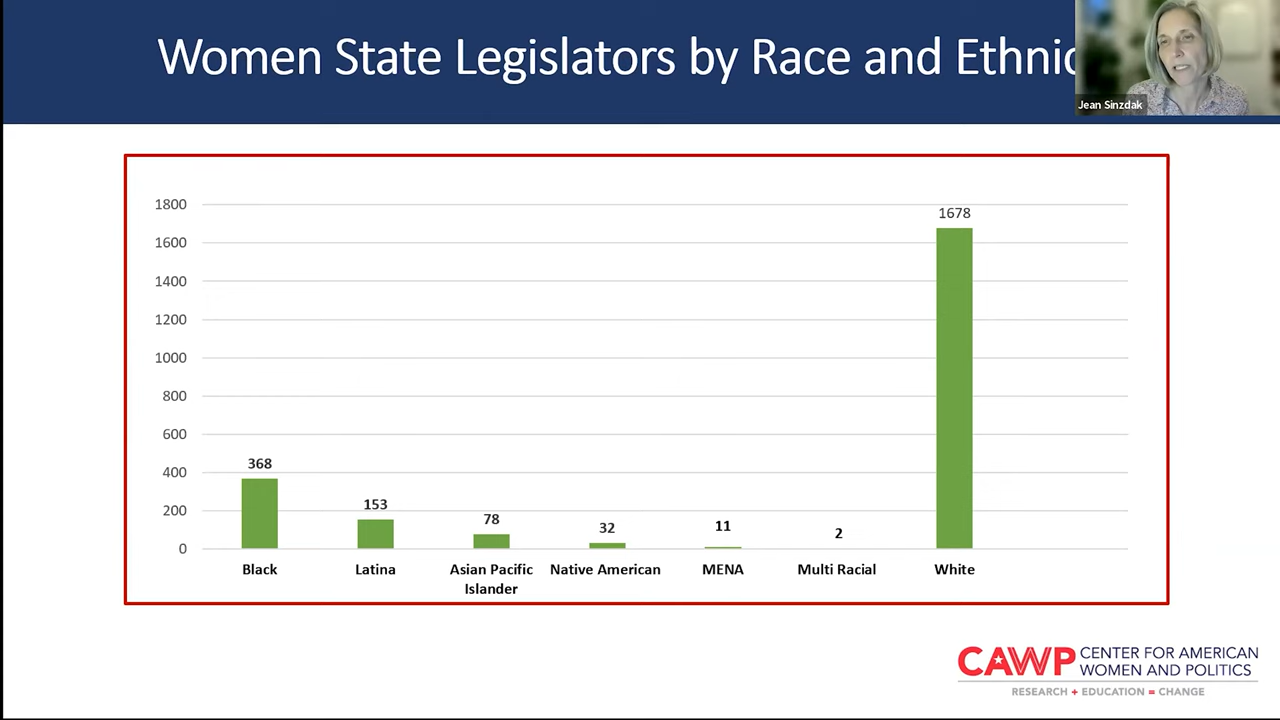 Women State Legislators by Race and Ethnic
Jean Sinzdak
1800
1678
1600
1400
1200
1000
800
600
400
368
200
153
78
32
11
2
0
Black
Latina
Asian Pacific
Islander
Native American
MENA
Multi Racial
White
CAWP
CENTER FOR AMERICAN
WOMEN AND POLITICS
RESEARCH + EDUCATION = CHANGE